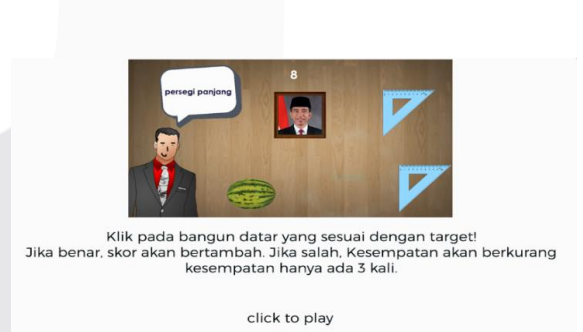 8
persegi panjang
Klik pada bangun datar yang sesuai dengan target!
Jika benar, skor akan bertambah. Jika salah, Kesempatan akan berkurang
kesempatan hanya ada 3 kali.
click to play